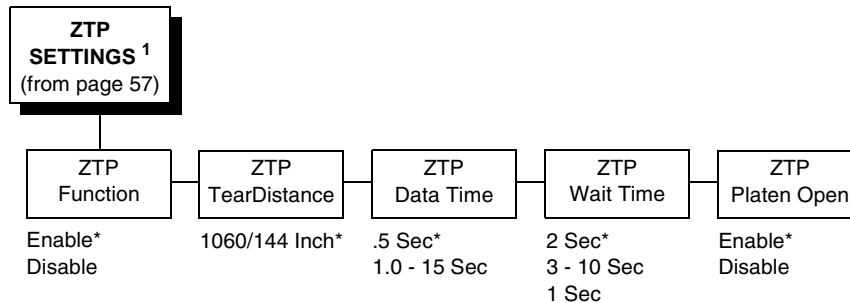 ZTP
SETTINGS 1
(from page 57)
ZTP
Function
ZTP
TearDistance
ZTP
Data Time
ZTP
Wait Time
ZTP
Platen Open
Enable*
Disable
1060/144 Inch*
.5 Sec*
1.0 - 15 Sec
2 Sec*
3 - 10 Sec
1 Sec
Enable*
Disable